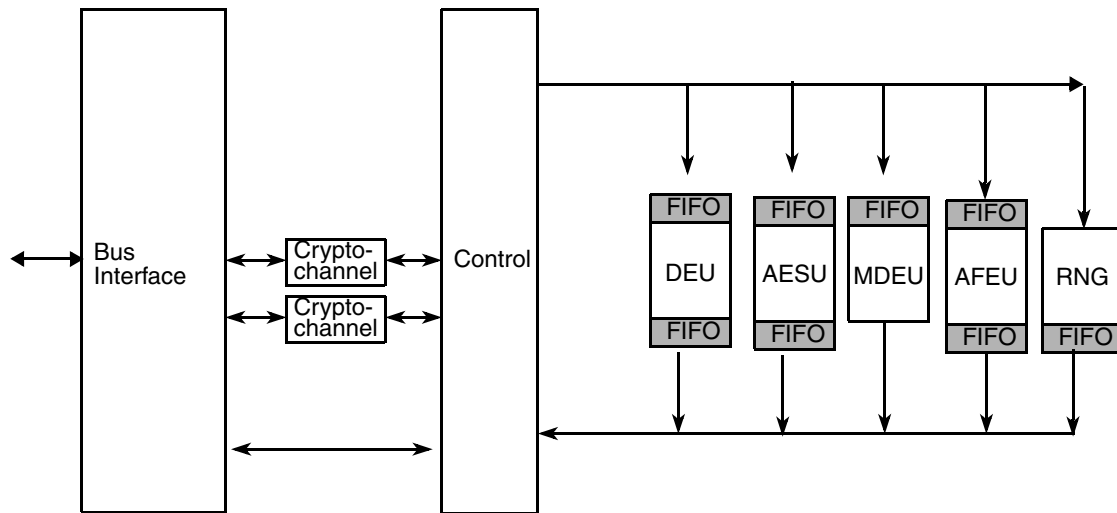 Bus
Interface
Crypto-
channel
Crypto-
channel
Control
FIFO
DEU
FIFO
FIFO
AESU
FIFO
FIFO
MDEU
FIFO
AFEU
FIFO
RNG
FIFO